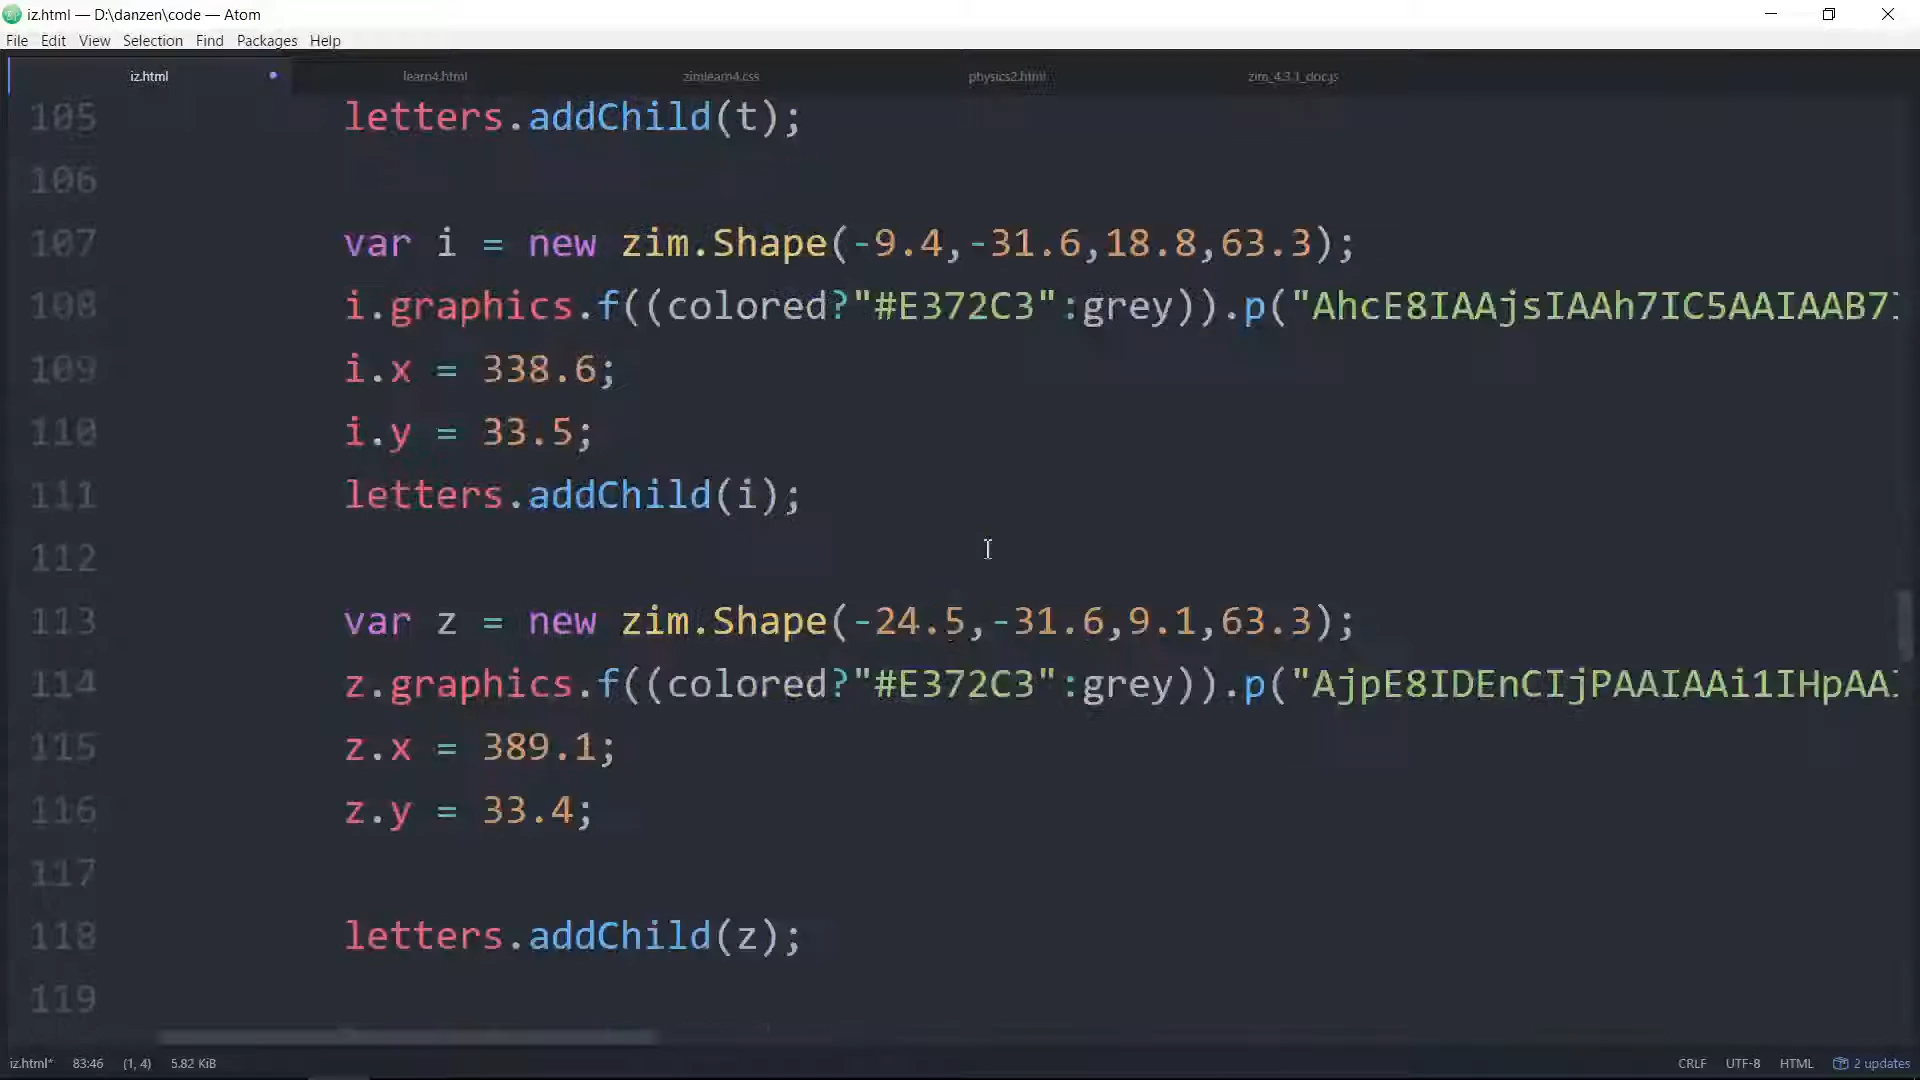 iz.html — D:\danzen\code — Atom
File Edit View Selection Find Packages Help
iz.html learn4.html zimlearn4.css physics2.html zim_4.3.1_doc.js
105 letters.addChild(t);
106
107 var i = new zim.Shape(-9.4,-31.6,18.8,63.3);
108 i.graphics.f((colored?"#E372C3":grey)).p("AhcE8IAAjsIAAh7IC5AAIAAB7I
109 i.x = 338.6;
110 i.y = 33.5;
111 letters.addChild(i);
112
113 var z = new zim.Shape(-24.5,-31.6,9.1,63.3);
114 z.graphics.f((colored?"#E372C3":grey)).p("AjpE8IDEnCIjPAAIAAi1IHpAAI
115 z.x = 389.1;
116 z.y = 33.4;
117
118 letters.addChild(z);
119
iz.html* 83:46 (1, 4) 5.82 KiB CRLF UTF-8 HTML 2 updates